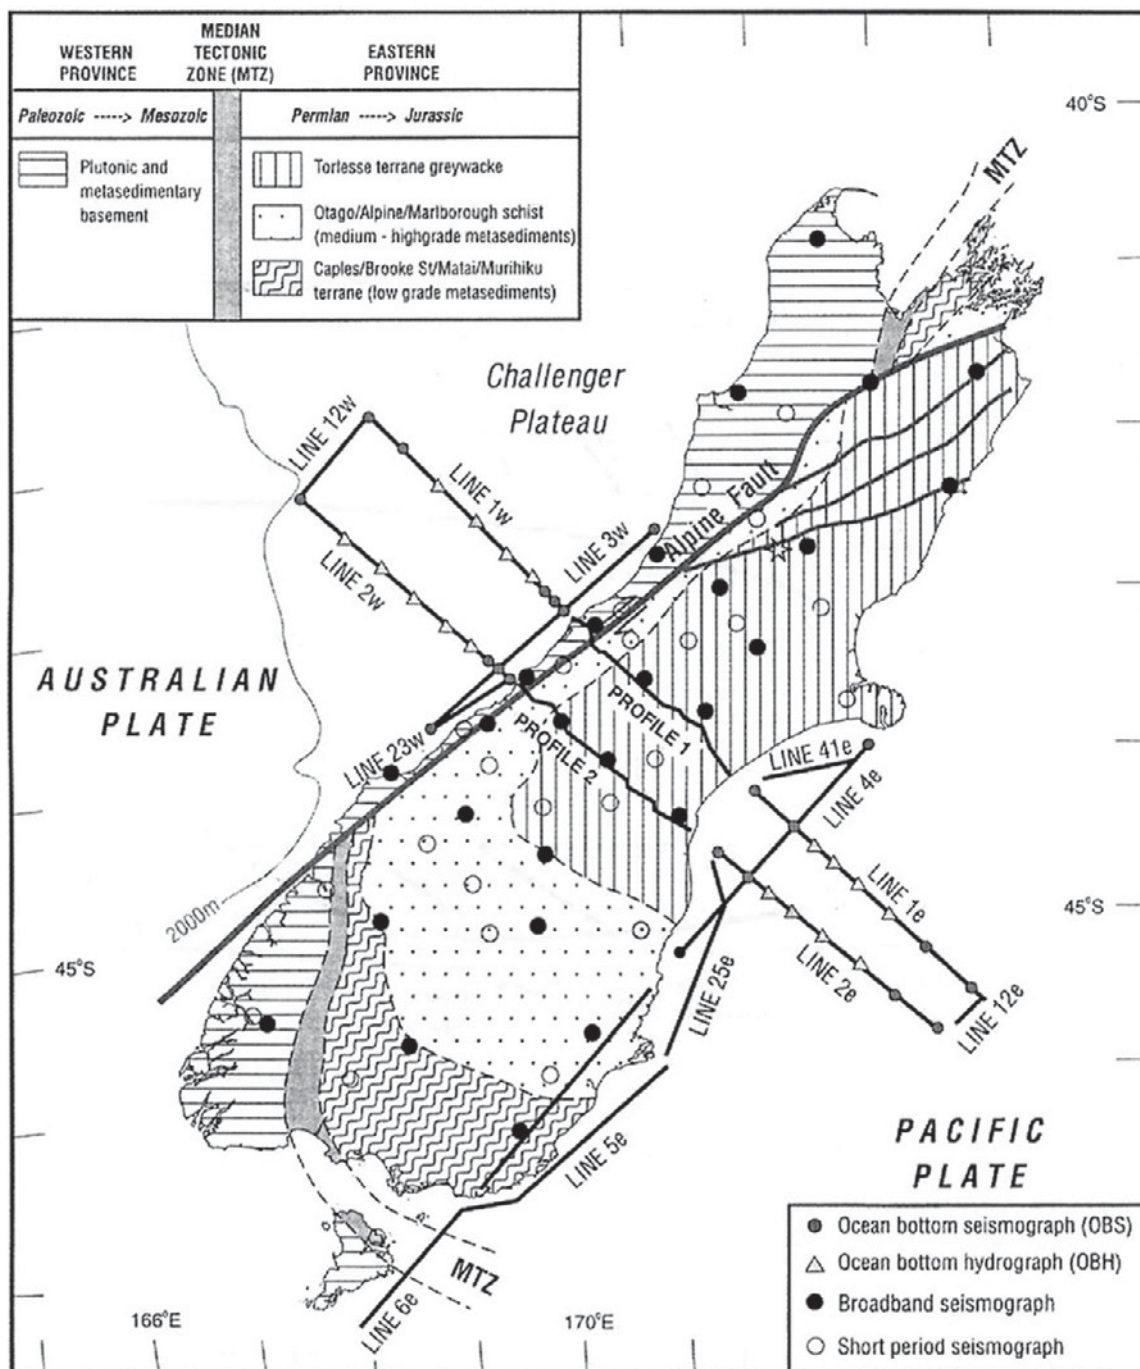 WESTERN
PROVINCE
MEDIAN
TECTONIC
ZONE (MTZ)
EASTERN
PROVINCE
Paleozoic -----> Mesozoic
Permian -----> Jurassic
Plutonic and
metasedimentary
basement
Torlesse terrane greywacke
Otago/Alpine/Marlborough schist
(medium - highgrade metasediments)
Caples/Brooke St/Matai/Murihiku
terrane (low grade metasediments)
40°S
MTZ
Challenger
Plateau
LINE 12w
LINE 1w
LINE 2w
LINE 3w
Alpine Fault
AUSTRALIAN
PLATE
PROFILE 1
PROFILE 2
LINE 23w
LINE 41e
LINE 4e
2000m
LINE 1e
45°S
45°S
LINE 2e
LINE 25e
LINE 12e
LINE 5e
PACIFIC
PLATE
MTZ
LINE 6e
166°E
170°E
Ocean bottom seismograph (OBS)
Ocean bottom hydrograph (OBH)
Broadband seismograph
Short period seismograph